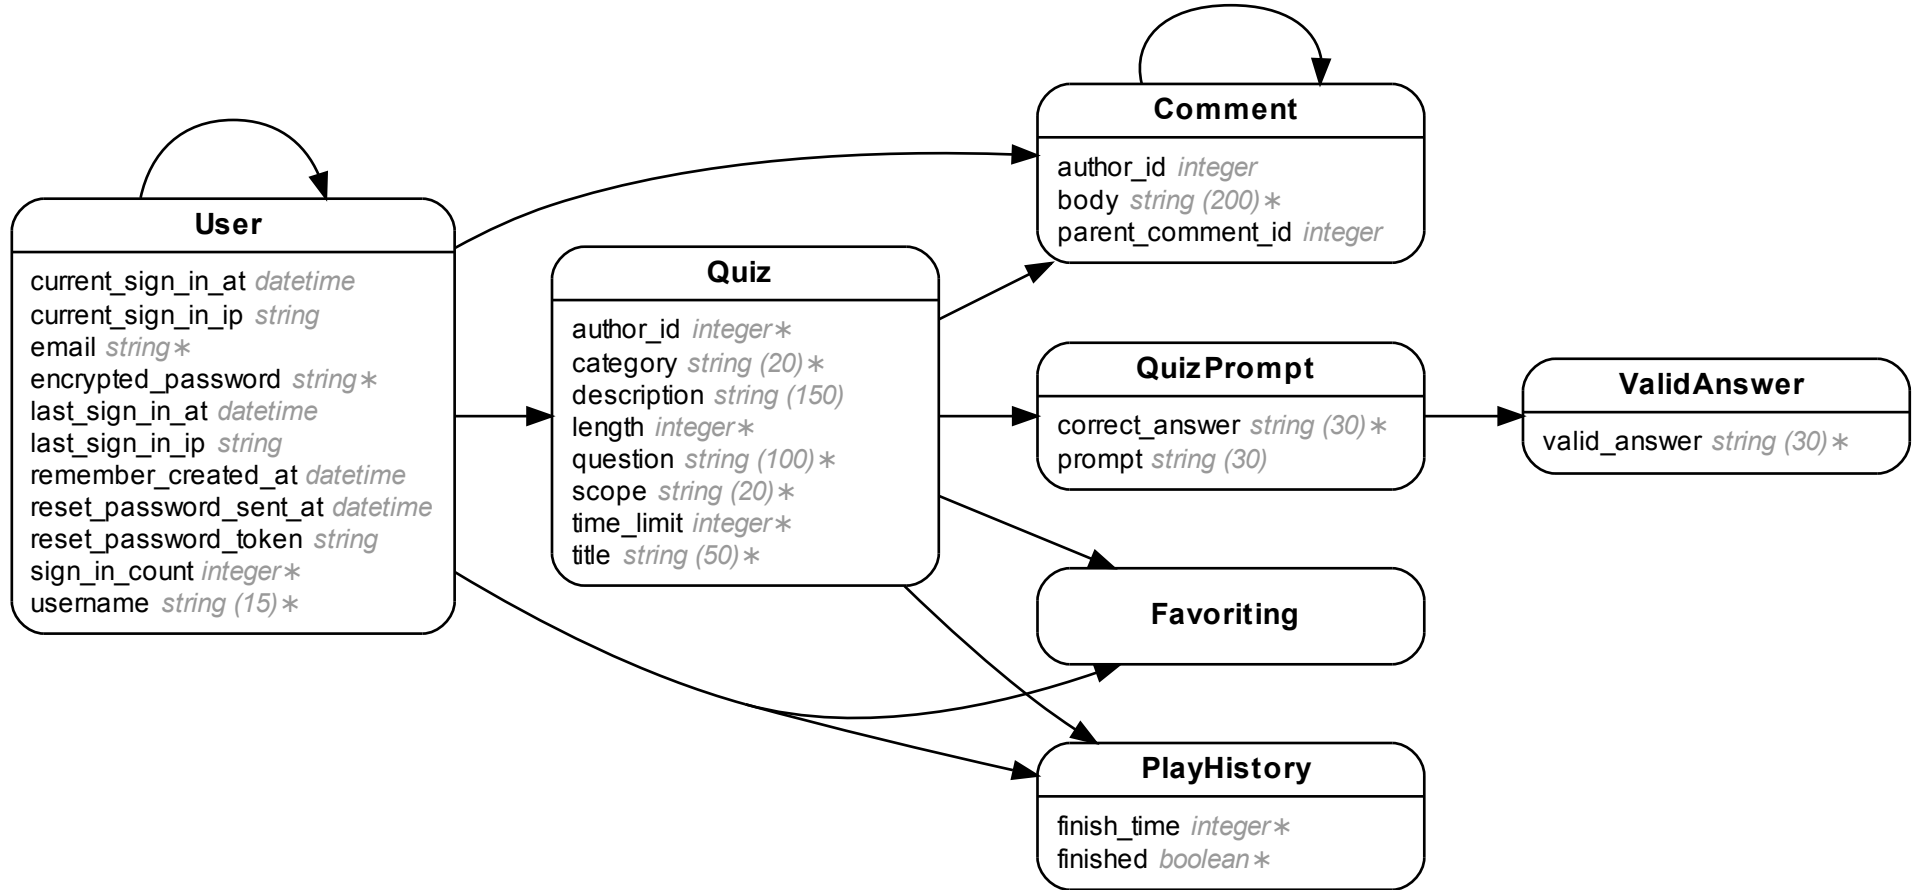 User
current_sign_in_at datetime
current_sign_in_ip string
email string∗
encrypted_password string∗
last_sign_in_at datetime
last_sign_in_ip string
remember_created_at datetime
reset_password_sent_at datetime
reset_password_token string
sign_in_count integer∗
username string (15)∗
Quiz
author_id integer∗
category string (20)∗
description string (150)
length integer∗
question string (100)∗
scope string (20)∗
time_limit integer∗
title string (50)∗
Comment
author_id integer
body string (200)∗
parent_comment_id integer
QuizPrompt
correct_answer string (30)∗
prompt string (30)
ValidAnswer
valid_answer string (30)∗
Favoriting
PlayHistory
finish_time integer∗
finished boolean∗